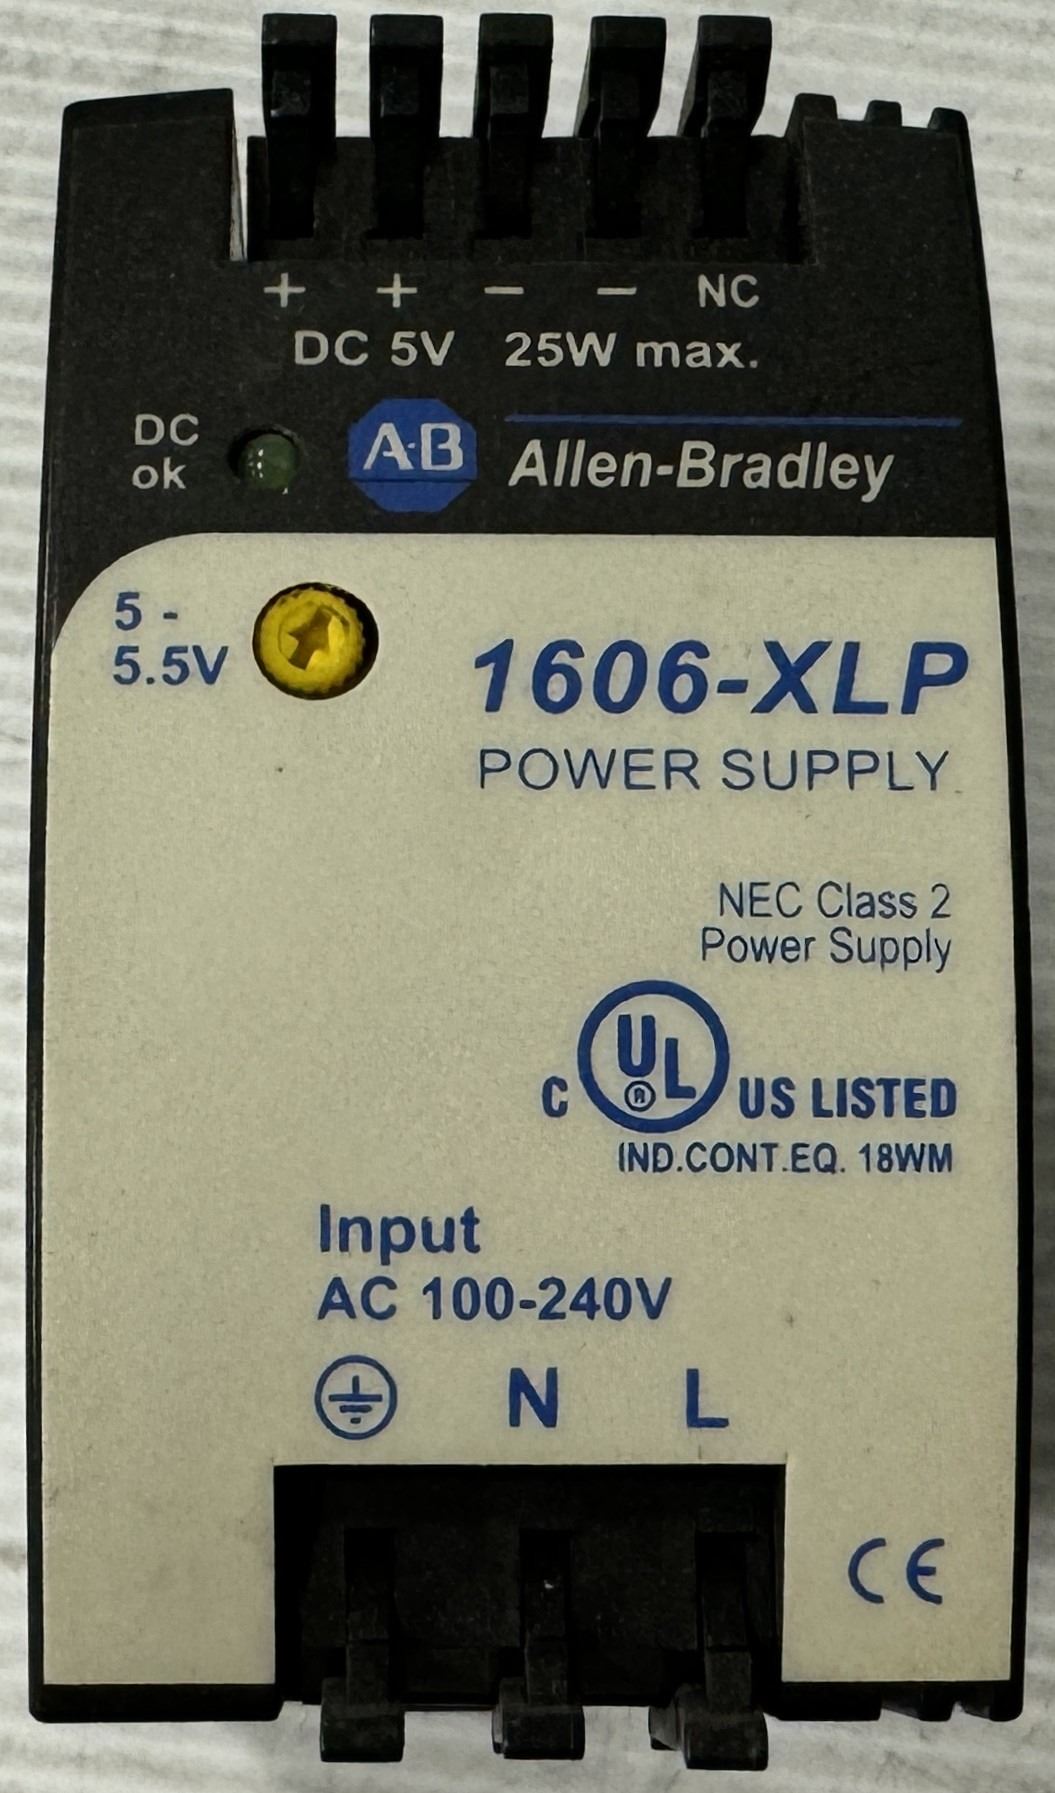 + + − − NC
DC 5V 25W max.
DC
ok
A-B
Allen-Bradley
5 -
5.5V
1606-XLP
POWER SUPPLY
NEC Class 2
Power Supply
C UL® US LISTED
IND.CONT.EQ. 18WM
Input
AC 100-240V
N L
CE